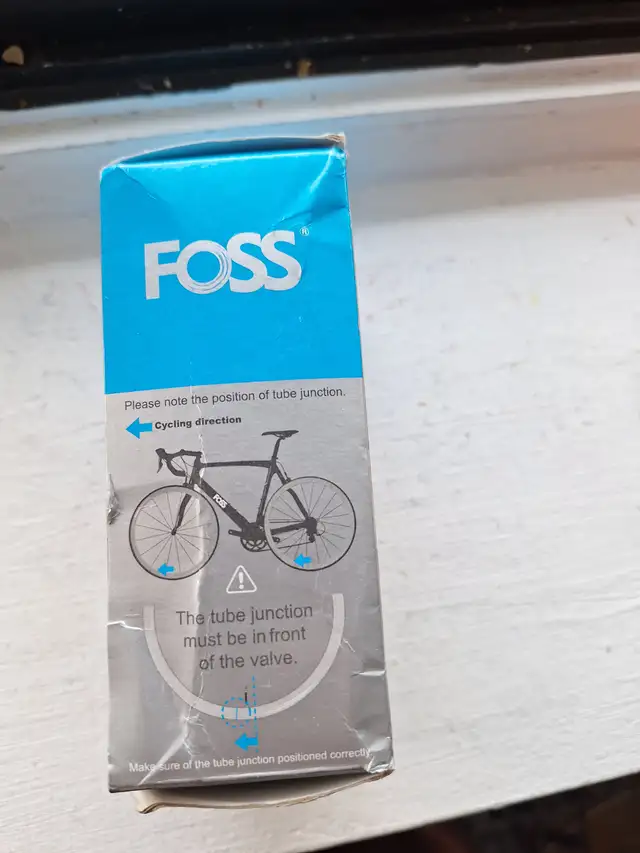 FOSS®
Please note the position of tube junction.
Cycling direction
FOSS
The tube junction
must be in front
of the valve.
Make sure of the tube junction positioned correctly.